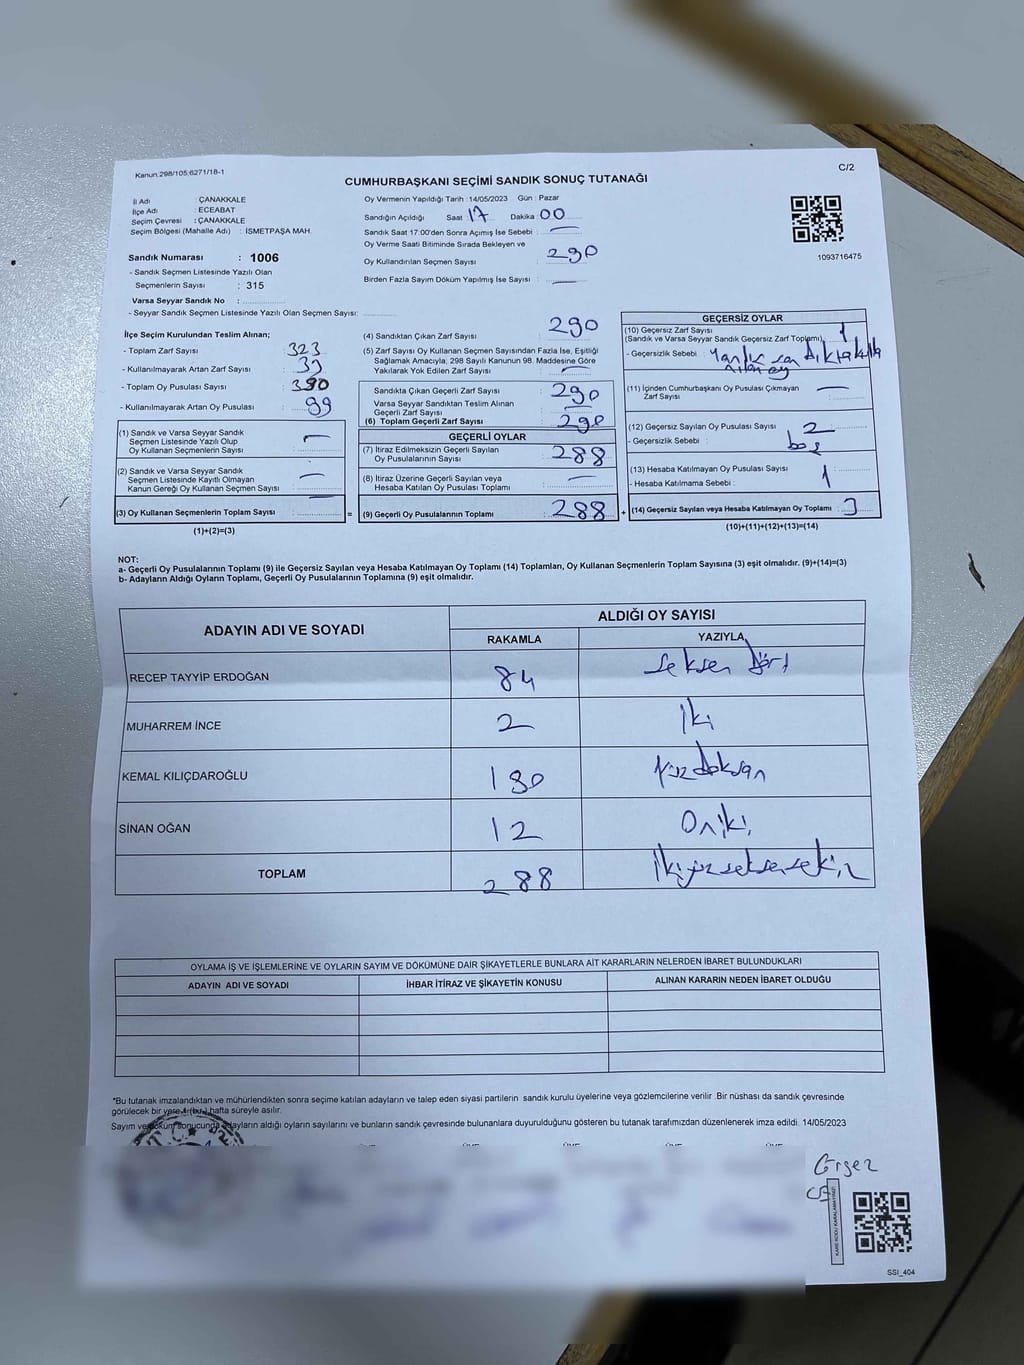 Kanun:298/105;6271/18-1
C/2
CUMHURBAŞKANI SEÇİMİ SANDIK SONUÇ TUTANAĞI
İl Adı : ÇANAKKALE
İlçe Adı : ECEABAT
Seçim Çevresi : ÇANAKKALE
Seçim Bölgesi (Mahalle Adı) : İSMETPAŞA MAH.
Oy Vermenin Yapıldığı Tarih : 14/05/2023 Gün : Pazar
Sandığın Açıldığı Saat 17 Dakika 00
Sandık Saat 17:00'den Sonra Açımış İse Sebebi : —
Oy Verme Saati Bitiminde Sırada Bekleyen ve
Oy Kullandırılan Seçmen Sayısı : 290
Birden Fazla Sayım Döküm Yapılmış İse Sayısı : —
1093716475
Sandık Numarası : 1006
- Sandık Seçmen Listesinde Yazılı Olan
Seçmenlerin Sayısı : 315
Varsa Seyyar Sandık No :
- Seyyar Sandık Seçmen Listesinde Yazılı Olan Seçmen Sayısı:
İlçe Seçim Kurulundan Teslim Alınan;
- Toplam Zarf Sayısı : 323
- Kullanılmayarak Artan Zarf Sayısı : 33
- Toplam Oy Pusulası Sayısı :
- Kullanılmayarak Artan Oy Pusulası : 99
(1) Sandık ve Varsa Seyyar Sandık
Seçmen Listesinde Yazılı Olup
Oy Kullanan Seçmenlerin Sayısı : —
(2) Sandık ve Varsa Seyyar Sandık
Seçmen Listesinde Kayıtlı Olmayan
Kanun Gereği Oy Kullanan Seçmen Sayısı : —
(3) Oy Kullanan Seçmenlerin Toplam Sayısı : —
(1)+(2)=(3)
(4) Sandıktan Çıkan Zarf Sayısı : 290
(5) Zarf Sayısı Oy Kullanan Seçmen Sayısından Fazla İse, Eşitliği
Sağlamak Amacıyla, 298 Sayılı Kanunun 98. Maddesine Göre
Yakılarak Yok Edilen Zarf Sayısı : —
Sandıkta Çıkan Geçerli Zarf Sayısı : 290
Varsa Seyyar Sandıktan Teslim Alınan
Geçerli Zarf Sayısı : —
(6) Toplam Geçerli Zarf Sayısı : 290
GEÇERLİ OYLAR
(7) İtiraz Edilmeksizin Geçerli Sayılan
Oy Pusulalarının Sayısı : 288
(8) İtiraz Üzerine Geçerli Sayılan veya
Hesaba Katılan Oy Pusulası Toplamı : —
= (9) Geçerli Oy Pusulalarının Toplamı : 288
GEÇERSİZ OYLAR
(10) Geçersiz Zarf Sayısı
(Sandık ve Varsa Seyyar Sandık Geçersiz Zarf Toplamı) : 1
- Geçersizlik Sebebi :
(11) İçinden Cumhurbaşkanı Oy Pusulası Çıkmayan
Zarf Sayısı : —
(12) Geçersiz Sayılan Oy Pusulası Sayısı : 2
- Geçersizlik Sebebi : boş
(13) Hesaba Katılmayan Oy Pusulası Sayısı : 1
- Hesaba Katılmama Sebebi :
+ (14) Geçersiz Sayılan veya Hesaba Katılmayan Oy Toplamı : 3
(10)+(11)+(12)+(13)=(14)
NOT:
a- Geçerli Oy Pusulalarının Toplamı (9) ile Geçersiz Sayılan veya Hesaba Katılmayan Oy Toplamı (14) Toplamları, Oy Kullanan Seçmenlerin Toplam Sayısına (3) eşit olmalıdır. (9)+(14)=(3)
b- Adayların Aldığı Oyların Toplamı, Geçerli Oy Pusulalarının Toplamına (9) eşit olmalıdır.
ADAYIN ADI VE SOYADI
ALDIĞI OY SAYISI
RAKAMLA YAZIYLA
RECEP TAYYİP ERDOĞAN 84 Seksen Dört
MUHARREM İNCE 2 İki
KEMAL KILIÇDAROĞLU 190 Yüzdoksan
SİNAN OĞAN 12 Oniki
TOPLAM 288 İkiyüzseksensekiz
OYLAMA İŞ VE İŞLEMLERİNE VE OYLARIN SAYIM VE DÖKÜMÜNE DAİR ŞİKAYETLERLE BUNLARA AİT KARARLARIN NELERDEN İBARET BULUNDUKLARI
ADAYIN ADI VE SOYADI İHBAR İTİRAZ VE ŞİKAYETİN KONUSU ALINAN KARARIN NEDEN İBARET OLDUĞU
*Bu tutanak imzalandıktan ve mühürlendikten sonra seçime katılan adayların ve talep eden siyasi partilerin sandık kurulu üyelerine veya gözlemcilerine verilir .Bir nüshası da sandık çevresinde
görülecek bir yere 1 (bir) hafta süreyle asılır.
Sayım ve döküm sonucunda adayların aldığı oyların sayılarını ve bunların sandık çevresinde bulunanlara duyurulduğunu gösteren bu tutanak tarafımızdan düzenlenerek imza edildi. 14/05/2023
KARE KODU KARALAMAYINIZ!
SSI_404